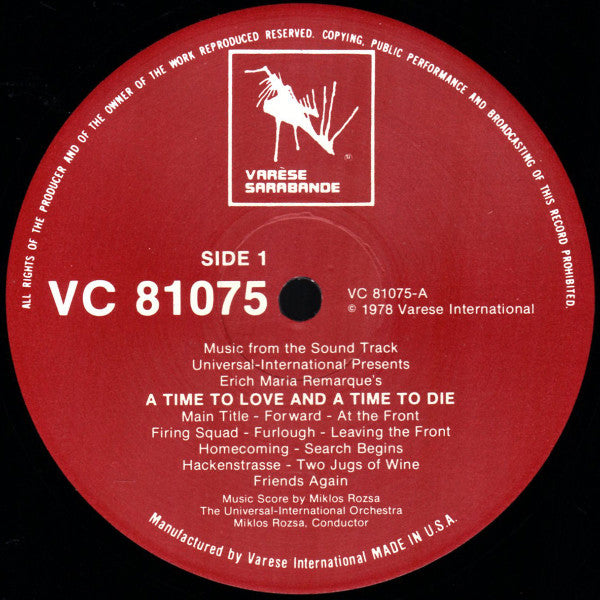 ALL RIGHTS OF THE PRODUCER AND OF THE OWNER OF THE WORK REPRODUCED RESERVED. COPYING, PUBLIC PERFORMANCE AND BROADCASTING OF THIS RECORD PROHIBITED.
VARÈSE
SARABANDE
®
SIDE 1
VC 81075
VC 81075-A
© 1978 Varese International
Music from the Sound Track
Universal-International Presents
Erich Maria Remarque's
A TIME TO LOVE AND A TIME TO DIE
Main Title - Forward - At the Front
Firing Squad - Furlough - Leaving the Front
Homecoming - Search Begins
Hackenstrasse - Two Jugs of Wine
Friends Again
Music Score by Miklos Rozsa
The Universal-International Orchestra
Miklos Rozsa, Conductor
Manufactured by Varese International MADE IN U.S.A.